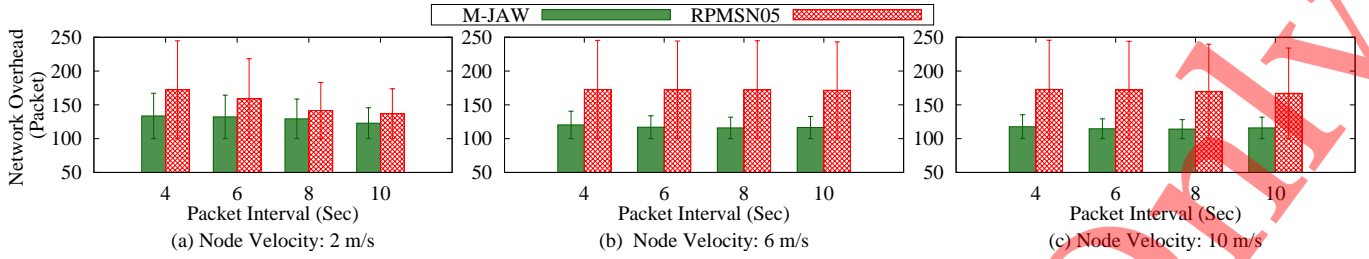 M-JAW RPMSN05
Network Overhead
(Packet)
250
200
150
100
50
4 6 8 10
Packet Interval (Sec)
(a) Node Velocity: 2 m/s
250
200
150
100
50
4 6 8 10
Packet Interval (Sec)
(b) Node Velocity: 6 m/s
250
200
150
100
50
4 6 8 10
Packet Interval (Sec)
(c) Node Velocity: 10 m/s
only